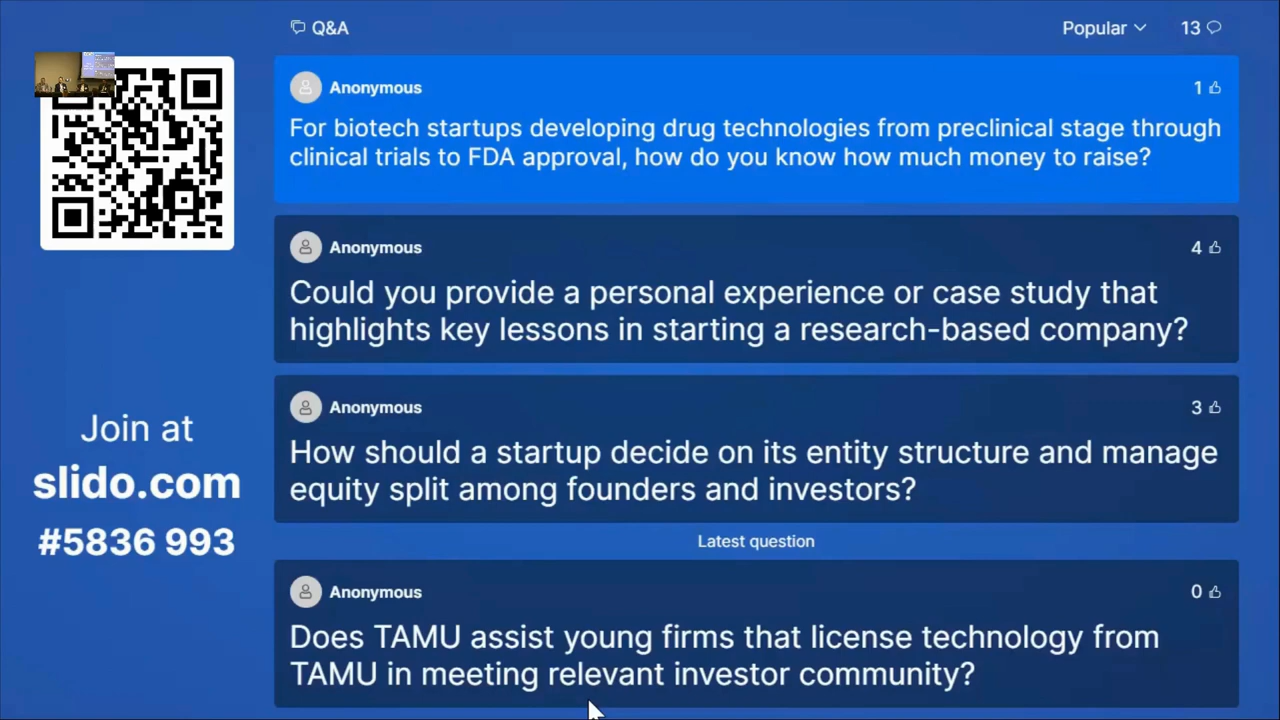 Q&A
Popular
13
Anonymous
1
For biotech startups developing drug technologies from preclinical stage through
clinical trials to FDA approval, how do you know how much money to raise?
Anonymous
4
Could you provide a personal experience or case study that
highlights key lessons in starting a research-based company?
Anonymous
3
How should a startup decide on its entity structure and manage
equity split among founders and investors?
Latest question
Anonymous
0
Does TAMU assist young firms that license technology from
TAMU in meeting relevant investor community?
Join at
slido.com
#5836 993